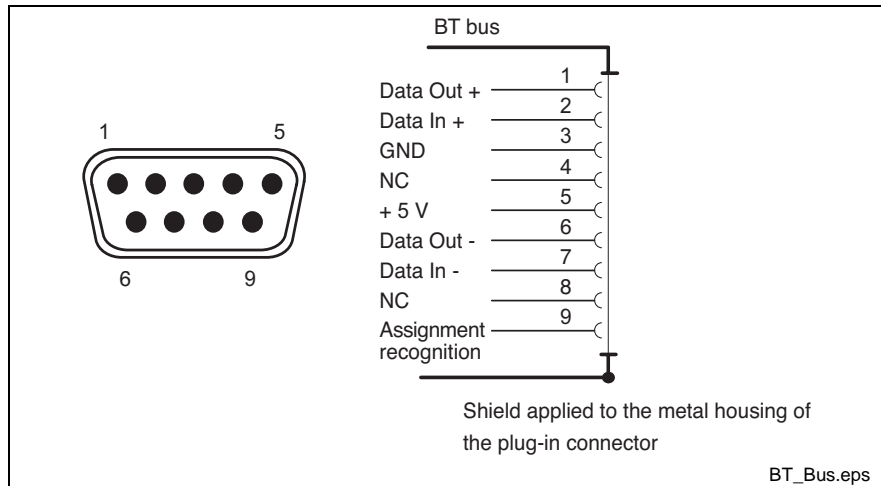 BT bus
1 5
6 9
Data Out + 1
Data In + 2
GND 3
NC 4
+ 5 V 5
Data Out - 6
Data In - 7
NC 8
Assignment 9
recognition
Shield applied to the metal housing of
the plug-in connector
BT_Bus.eps